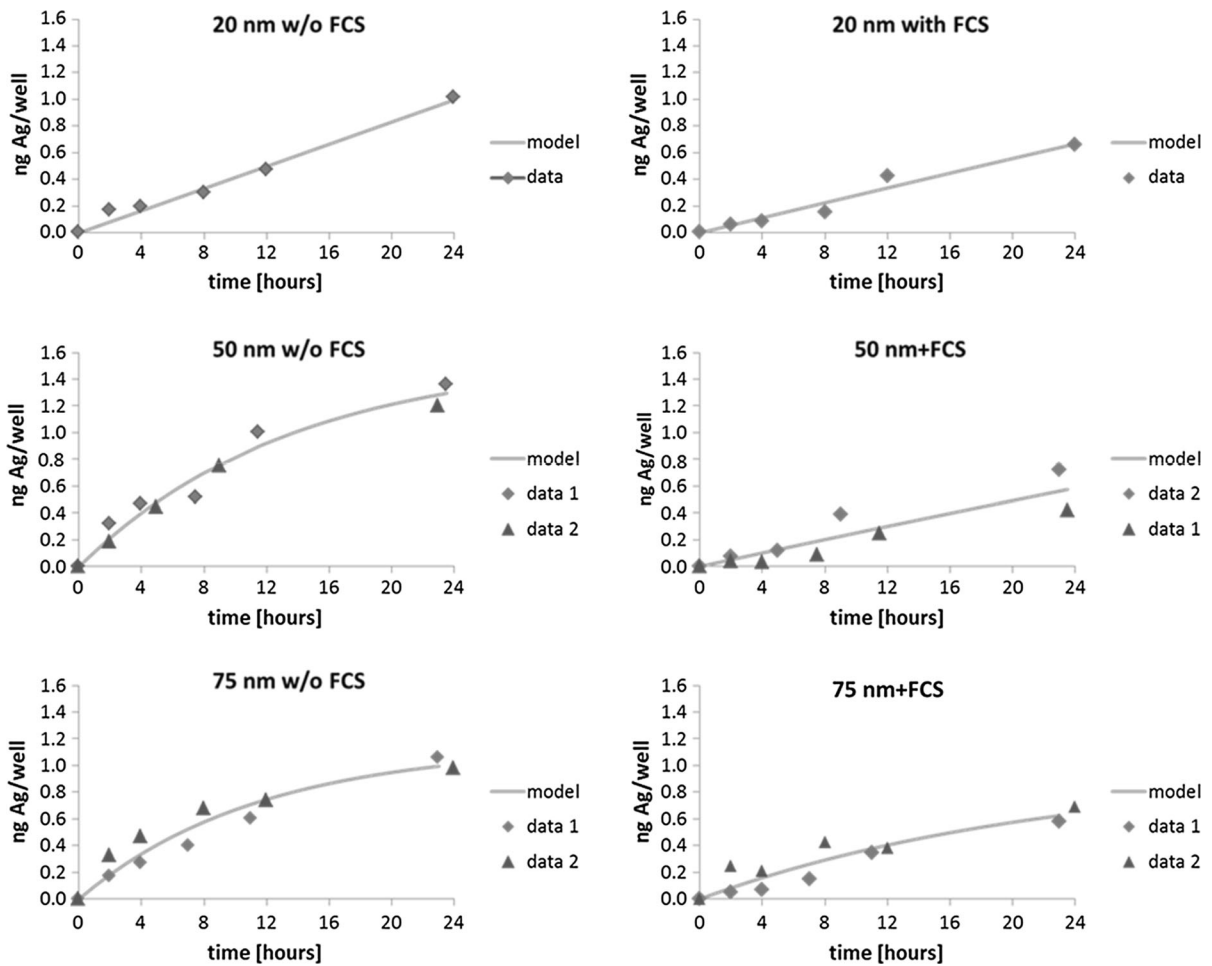 20 nm w/o FCS
ng Ag/well
1.6
1.4
1.2
1.0
0.8
0.6
0.4
0.2
0.0
0 4 8 12 16 20 24
time [hours]
model
data
20 nm with FCS
ng Ag/well
1.6
1.4
1.2
1.0
0.8
0.6
0.4
0.2
0.0
0 4 8 12 16 20 24
time [hours]
model
data
50 nm w/o FCS
ng Ag/well
1.6
1.4
1.2
1.0
0.8
0.6
0.4
0.2
0.0
0 4 8 12 16 20 24
time [hours]
model
data 1
data 2
50 nm+FCS
ng Ag/well
1.6
1.4
1.2
1.0
0.8
0.6
0.4
0.2
0.0
0 4 8 12 16 20 24
time [hours]
model
data 2
data 1
75 nm w/o FCS
ng Ag/well
1.6
1.4
1.2
1.0
0.8
0.6
0.4
0.2
0.0
0 4 8 12 16 20 24
time [hours]
model
data 1
data 2
75 nm+FCS
ng Ag/well
1.6
1.4
1.2
1.0
0.8
0.6
0.4
0.2
0.0
0 4 8 12 16 20 24
time [hours]
model
data 1
data 2